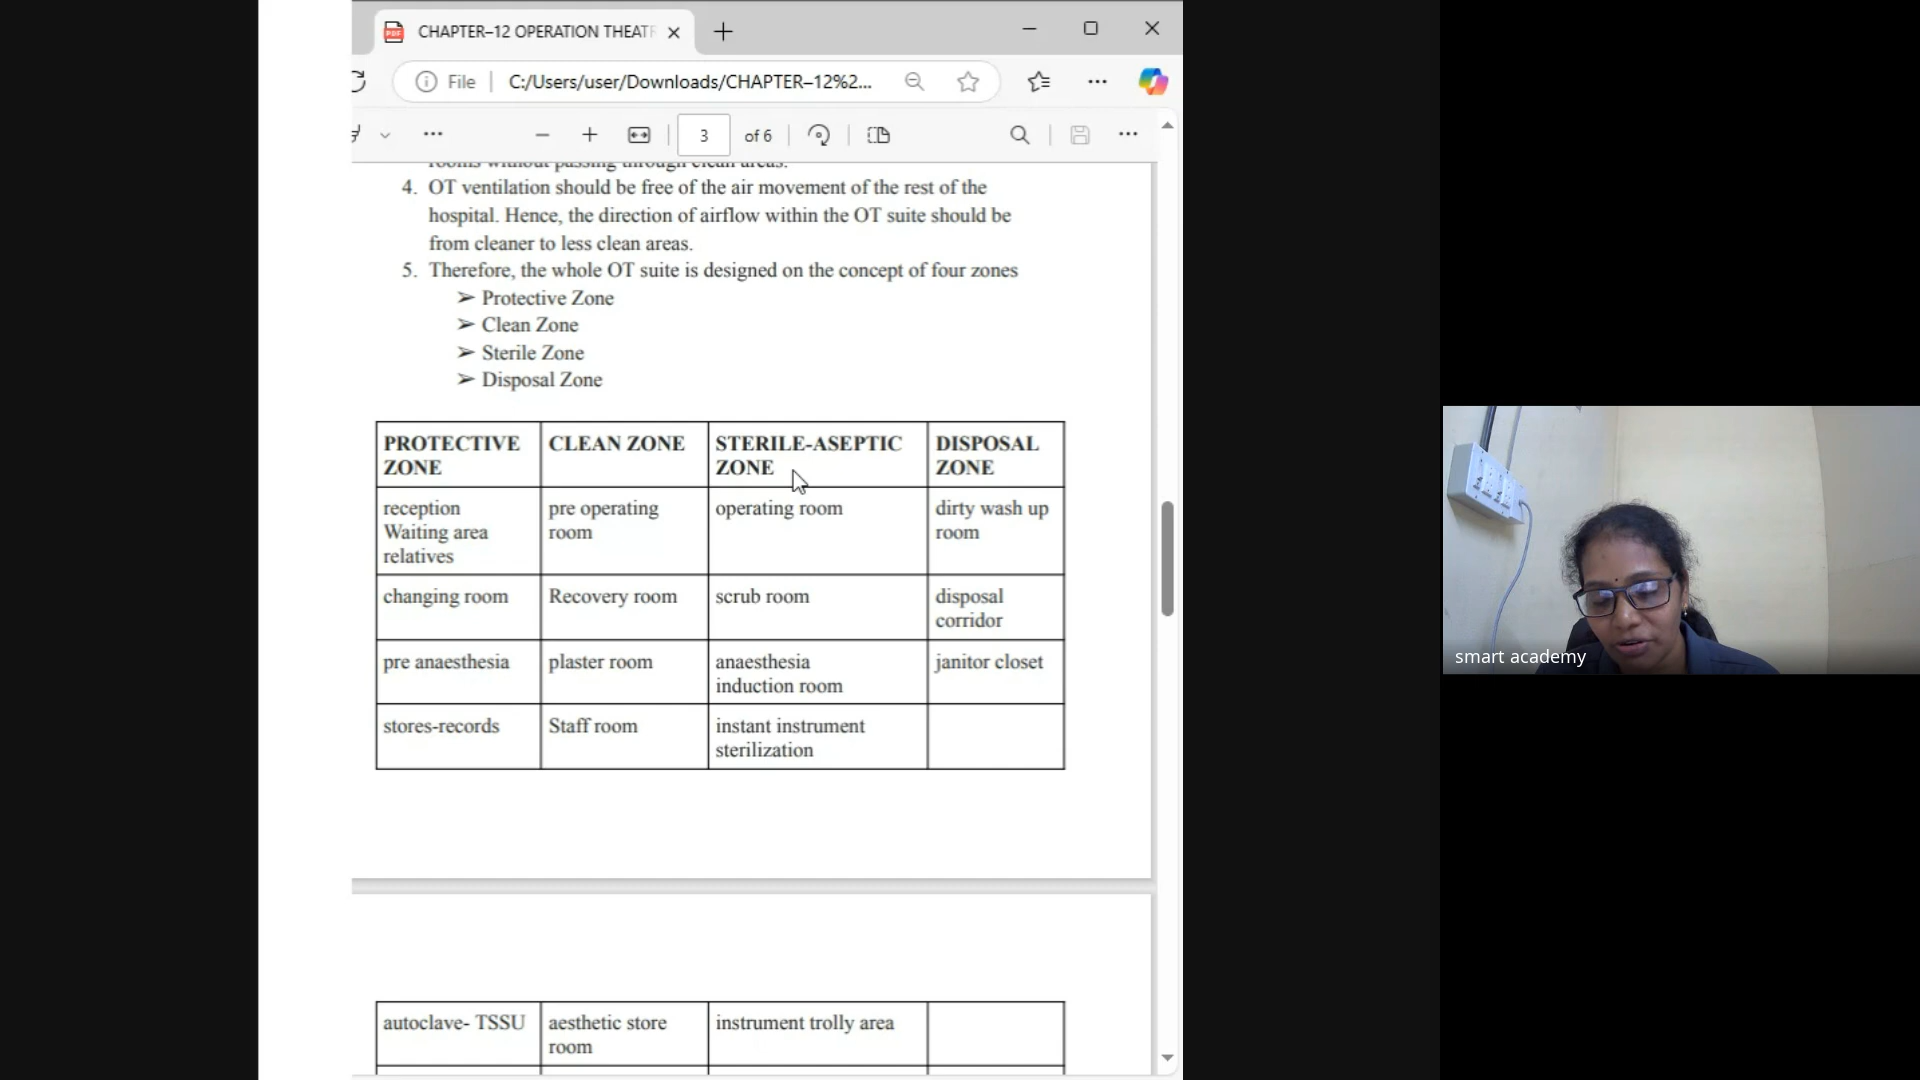 CHAPTER–12 OPERATION THEAT
File
C:/Users/user/Downloads/CHAPTER–12%2...
3 of 6
rooms without passing through clean areas.
4. OT ventilation should be free of the air movement of the rest of the
hospital. Hence, the direction of airflow within the OT suite should be
from cleaner to less clean areas.
5. Therefore, the whole OT suite is designed on the concept of four zones
➢ Protective Zone
➢ Clean Zone
➢ Sterile Zone
➢ Disposal Zone
PROTECTIVE ZONE
CLEAN ZONE
STERILE-ASEPTIC ZONE
DISPOSAL ZONE
reception
Waiting area
relatives
pre operating
room
operating room
dirty wash up
room
changing room
Recovery room
scrub room
disposal
corridor
pre anaesthesia
plaster room
anaesthesia
induction room
janitor closet
stores-records
Staff room
instant instrument
sterilization
autoclave- TSSU
aesthetic store
room
instrument trolly area
smart academy